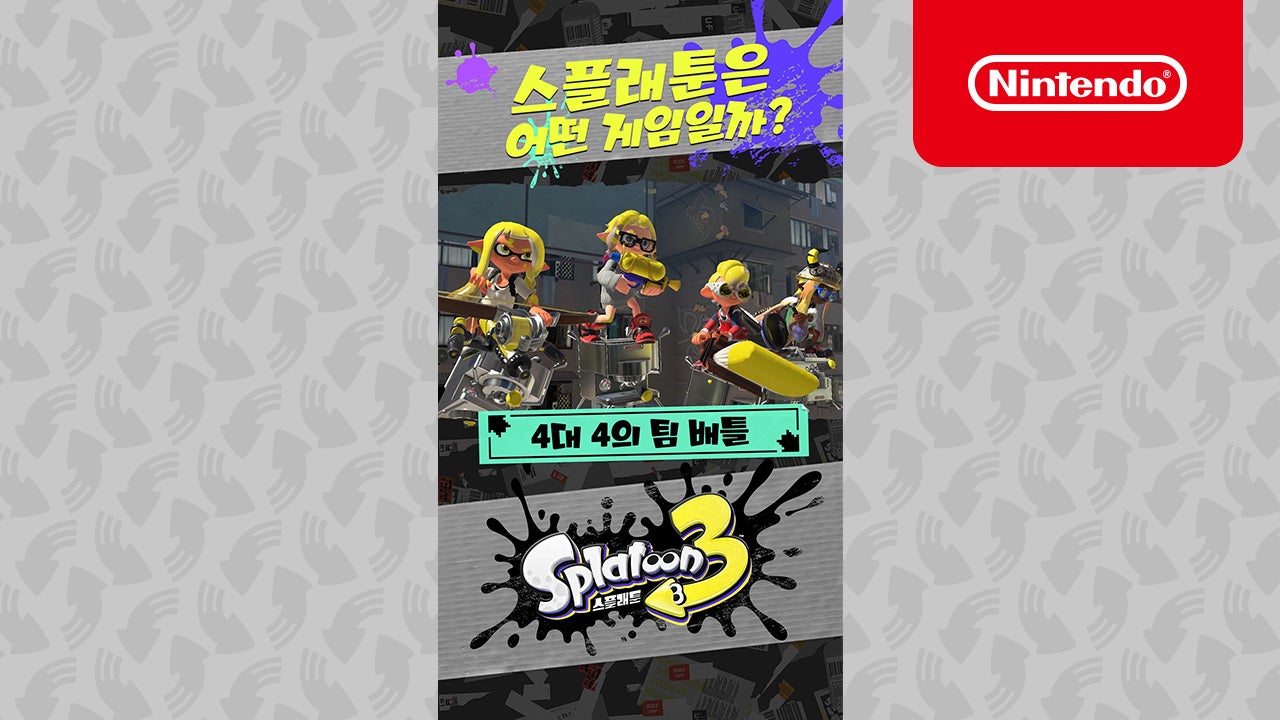 스플래툰은
어떤 게임일까?
Nintendo®
4대 4의 팀 배틀
Splatoon 3
스플래툰 3